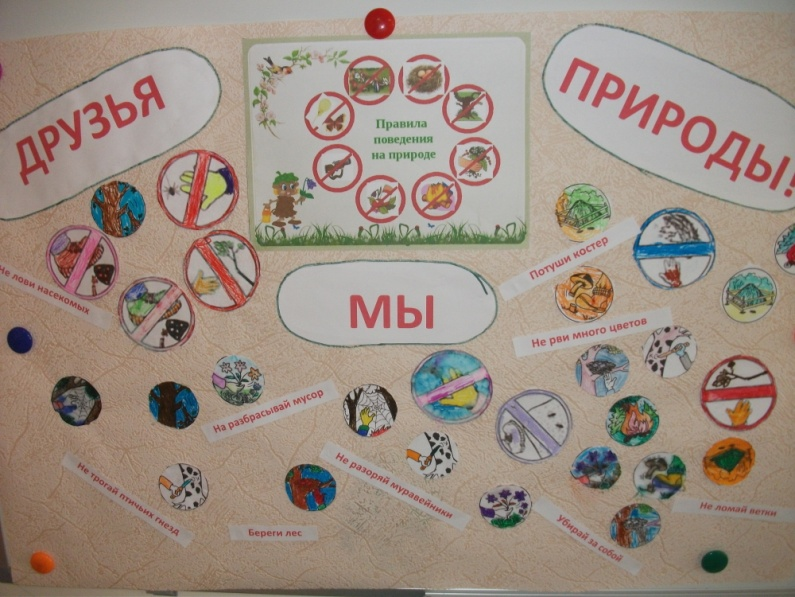 ДРУЗЬЯ
ПРИРОДЫ!
Правила
поведения
на природе
МЫ
Не лови насекомых
Потуши костер
Не рви много цветов
На разбрасывай мусор
Не трогай птичьих гнезд
Не разоряй муравейники
Береги лес
Убирай за собой
Не ломай ветки